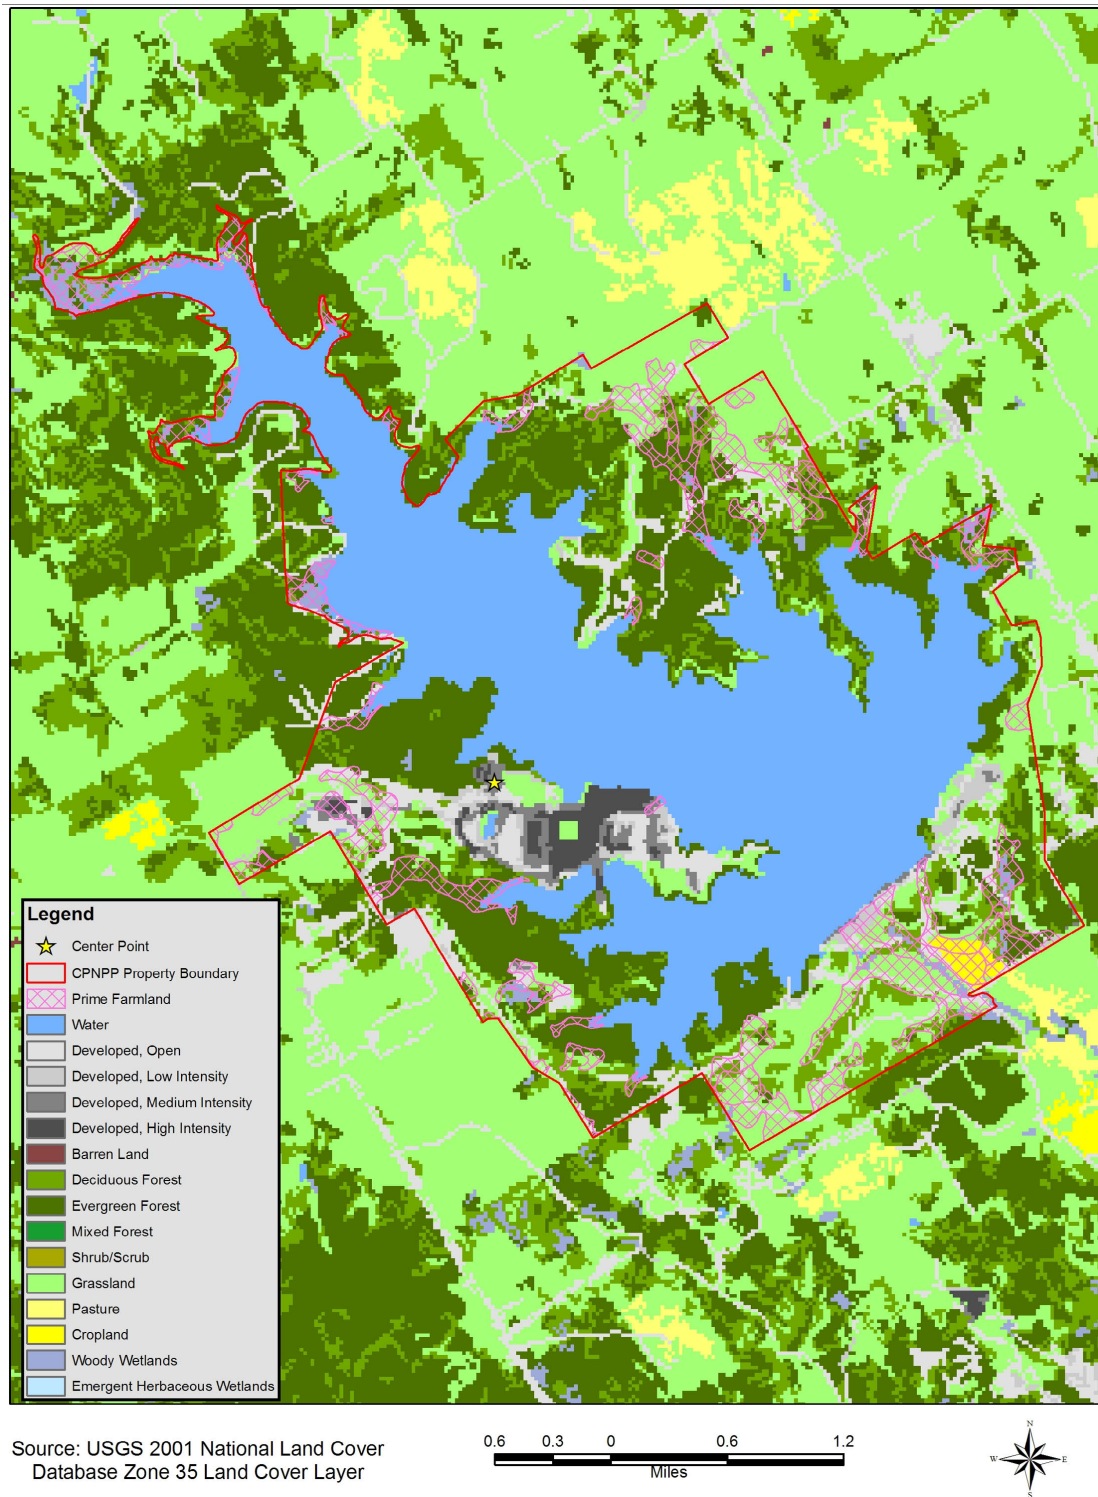 Legend
Center Point
CPNPP Property Boundary
Prime Farmland
Water
Developed, Open
Developed, Low Intensity
Developed, Medium Intensity
Developed, High Intensity
Barren Land
Deciduous Forest
Evergreen Forest
Mixed Forest
Shrub/Scrub
Grassland
Pasture
Cropland
Woody Wetlands
Emergent Herbaceous Wetlands
Source: USGS 2001 National Land Cover
Database Zone 35 Land Cover Layer
0.6 0.3 0 0.6 1.2
Miles
N
W E
S